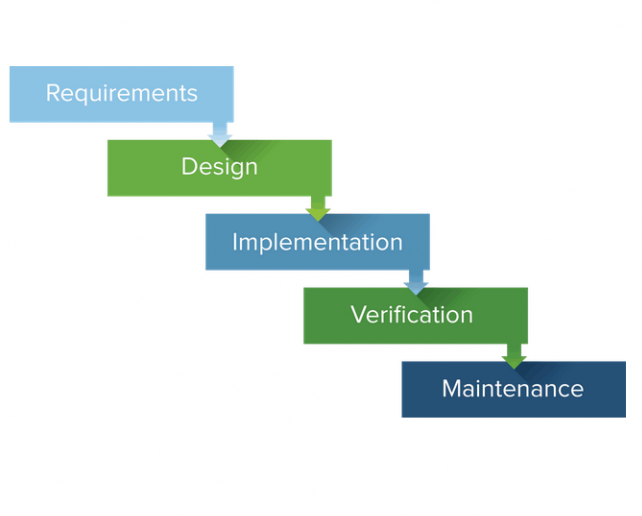 Requirements
Design
Implementation
Verification
Maintenance